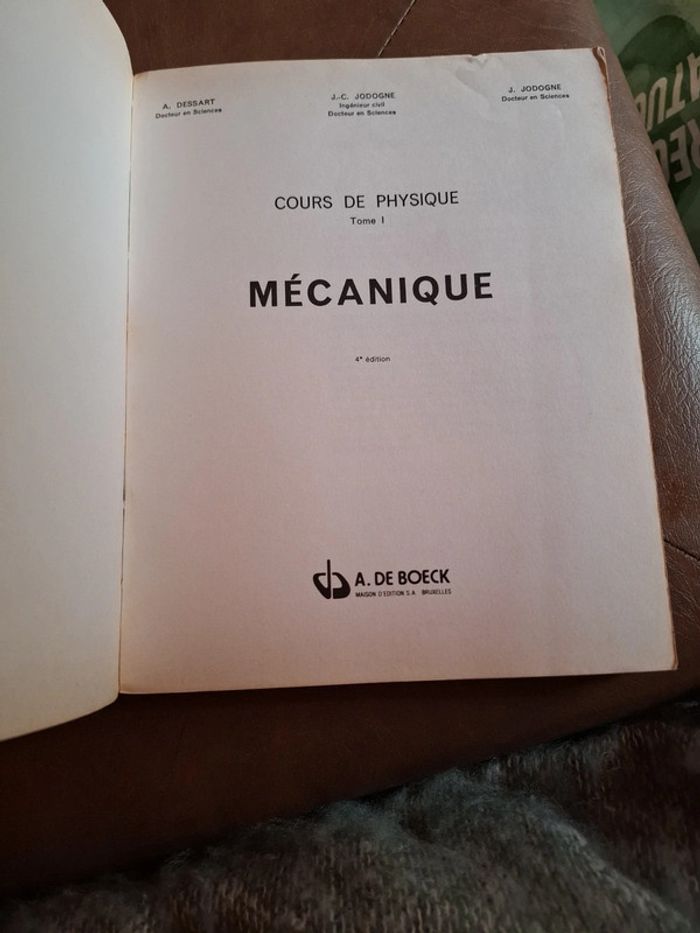 A. DESSART
Docteur en Sciences
J.-C. JODOGNE
Ingénieur civil
Docteur en Sciences
J. JODOGNE
Docteur en Sciences
COURS DE PHYSIQUE
Tome I
MÉCANIQUE
4e édition
A. DE BOECK
MAISON D'EDITION S.A. BRUXELLES